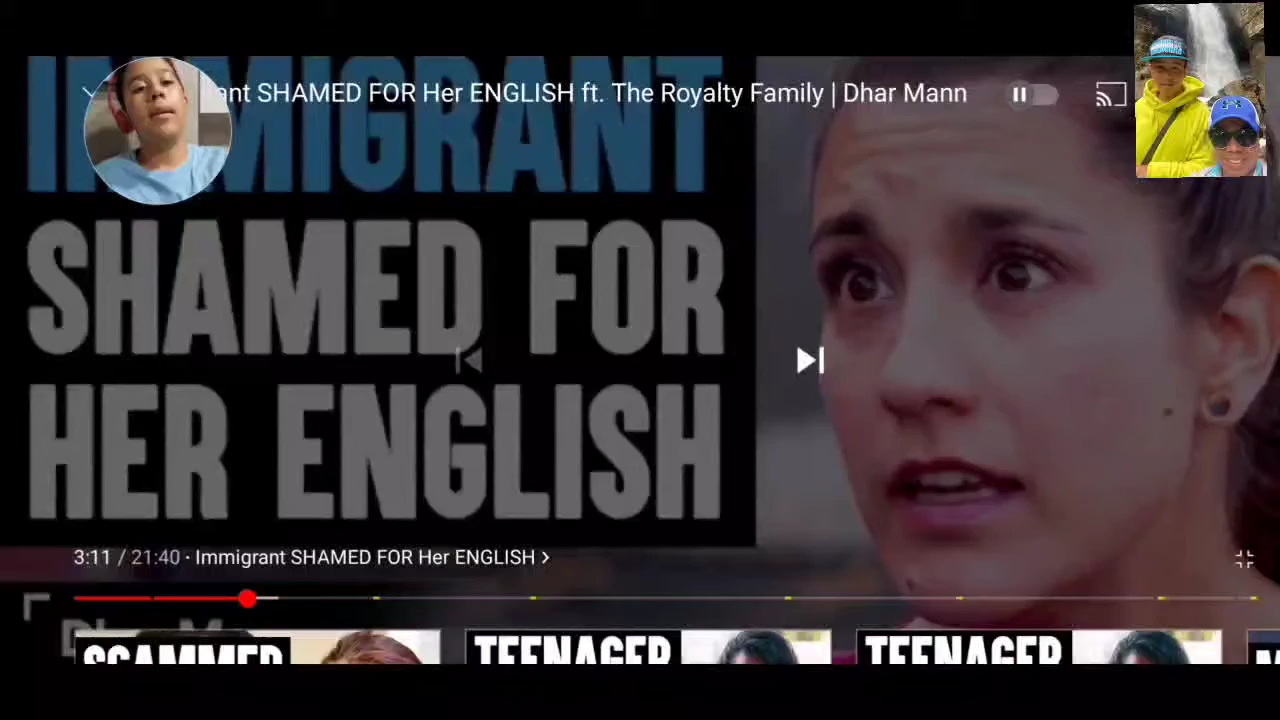 ant SHAMED FOR Her ENGLISH ft. The Royalty Family | Dhar Mann
IMMIGRANT
SHAMED FOR
HER ENGLISH
3:11 / 21:40 · Immigrant SHAMED FOR Her ENGLISH
SCAMMED
TEENAGER
TEENAGER